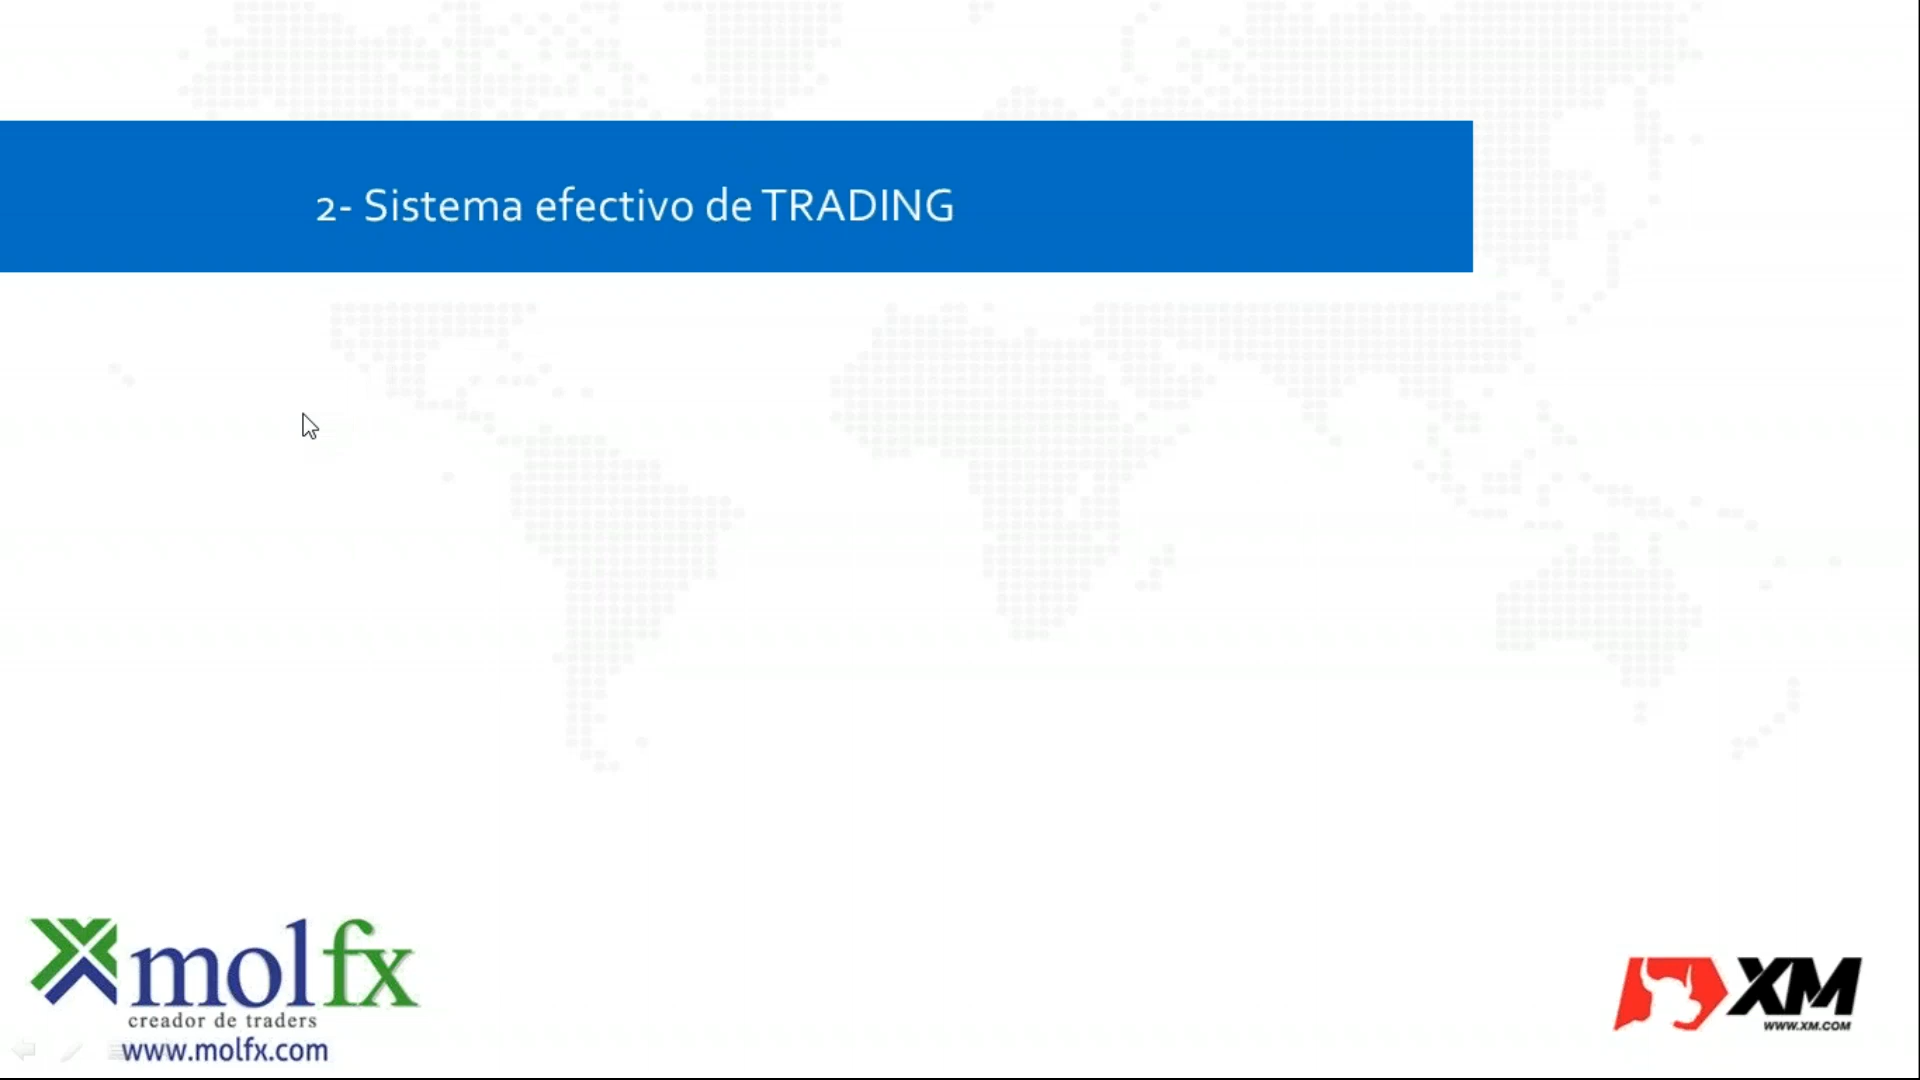 2- Sistema efectivo de TRADING
molfx
creador de traders
www.molfx.com
XM
WWW.XM.COM